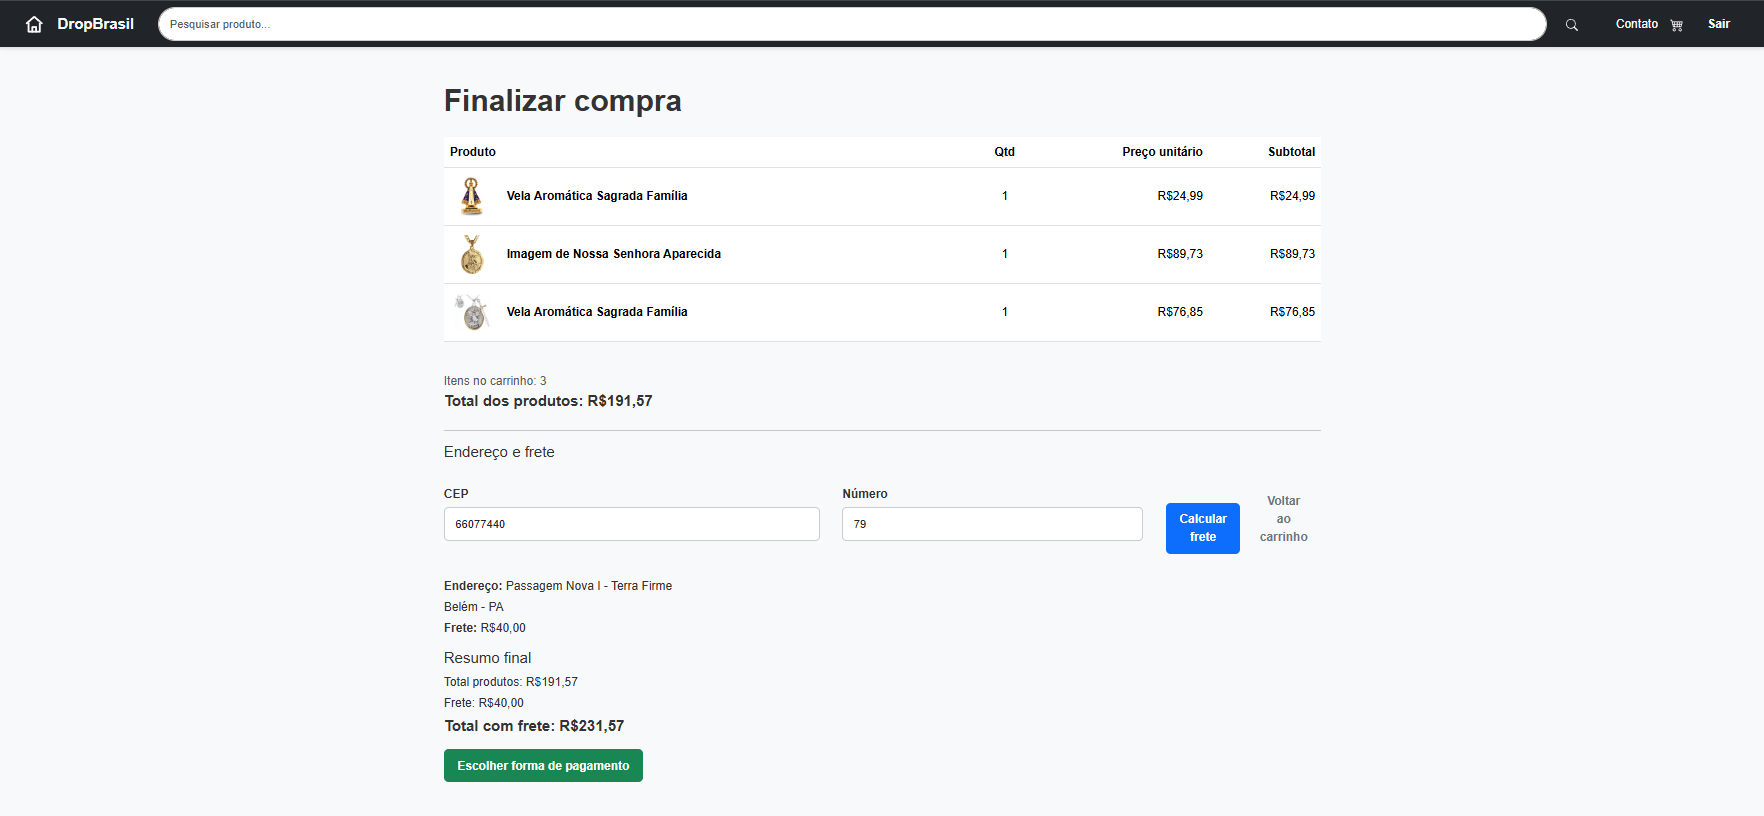 DropBrasil Pesquisar produto... Contato Sair
Finalizar compra
Produto Qtd Preço unitário Subtotal
Vela Aromática Sagrada Família 1 R$24,99 R$24,99
Imagem de Nossa Senhora Aparecida 1 R$89,73 R$89,73
Vela Aromática Sagrada Família 1 R$76,85 R$76,85
Itens no carrinho: 3
Total dos produtos: R$191,57
Endereço e frete
CEP
66077440
Número
79
Calcular
frete
Voltar
ao
carrinho
Endereço: Passagem Nova I - Terra Firme
Belém - PA
Frete: R$40,00
Resumo final
Total produtos: R$191,57
Frete: R$40,00
Total com frete: R$231,57
Escolher forma de pagamento